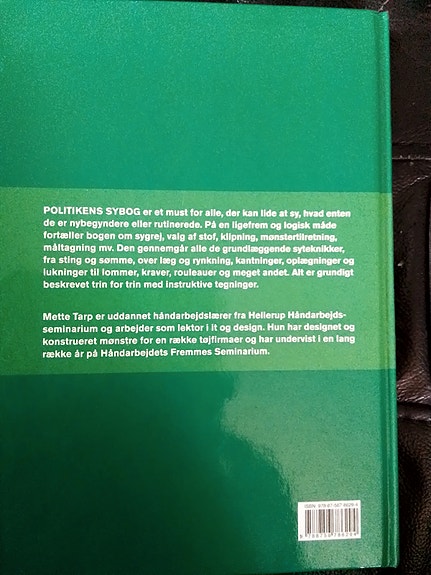 POLITIKENS SYBOG er et must for alle, der kan lide at sy, hvad enten
de er nybegyndere eller rutinerede. På en ligefrem og logisk måde
fortæller bogen om sygrej, valg af stof, klipning, mønstertilretning,
måltagning mv. Den gennemgår alle de grundlæggende syteknikker,
fra sting og sømme, over læg og rynkning, kantninger, oplægninger og
lukninger til lommer, kraver, rouleauer og meget andet. Alt er grundigt
beskrevet trin for trin med instruktive tegninger.
Mette Tarp er uddannet håndarbejdslærer fra Hellerup Håndarbejds-
seminarium og arbejder som lektor i it og design. Hun har designet og
konstrueret mønstre for en række tøjfirmaer og har undervist i en lang
række år på Håndarbejdets Fremmes Seminarium.